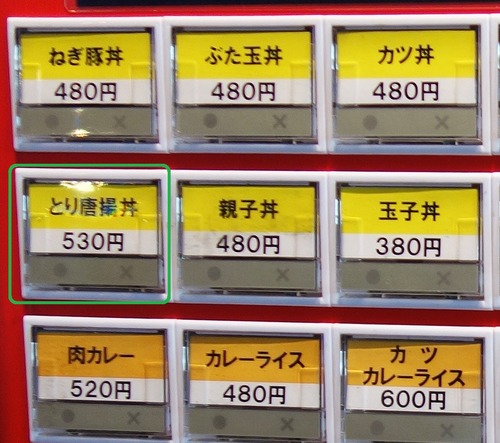 ねぎ豚丼
480円
ぶた玉丼
480円
カツ丼
480円
とり唐揚丼
530円
親子丼
480円
玉子丼
380円
肉カレー
520円
カレーライス
480円
カツ
カレーライス
600円